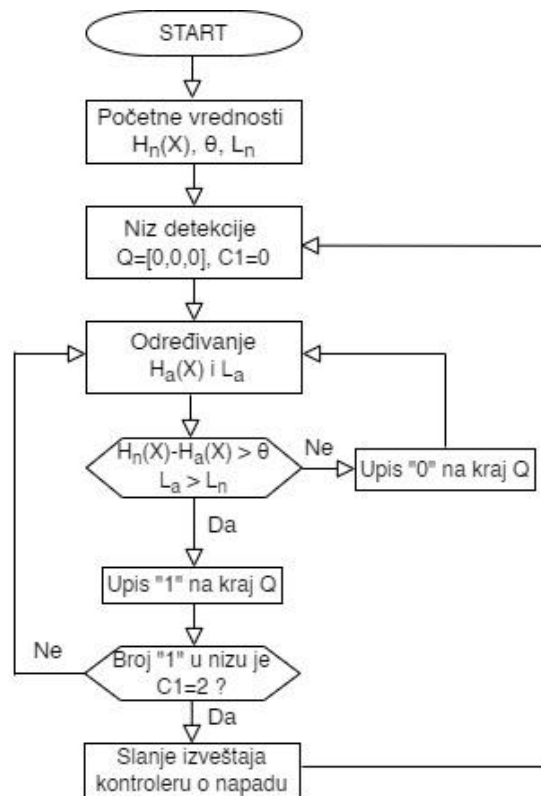 START
Početne vrednosti
Hₙ(X), θ, Lₙ
Niz detekcije
Q=[0,0,0], C1=0
Određivanje
Hₐ(X) i Lₐ
Hₙ(X)-Hₐ(X) > θ
Lₐ > Lₙ
Ne
Upis "0" na kraj Q
Da
Upis "1" na kraj Q
Ne
Broj "1" u nizu je
C1=2 ?
Da
Slanje izveštaja
kontroleru o napadu